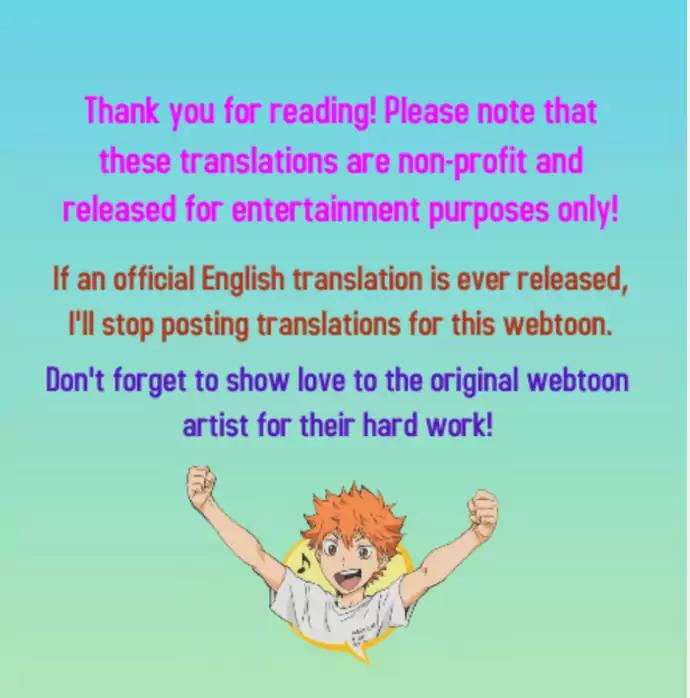 Thank you for reading! Please note that
these translations are non-profit and
released for entertainment purposes only!
If an official English translation is ever released,
I'll stop posting translations for this webtoon.
Don't forget to show love to the original webtoon
artist for their hard work!